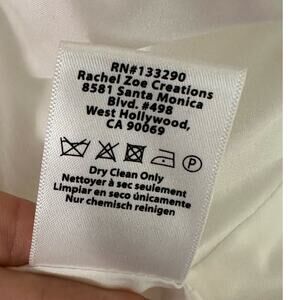 RN#133290
Rachel Zoe Creations
8581 Santa Monica
Blvd. #498
West Hollywood,
CA 90069
P
Dry Clean Only
Nettoyer à sec seulement
Limpiar en seco únicamente
Nur chemisch reinigen